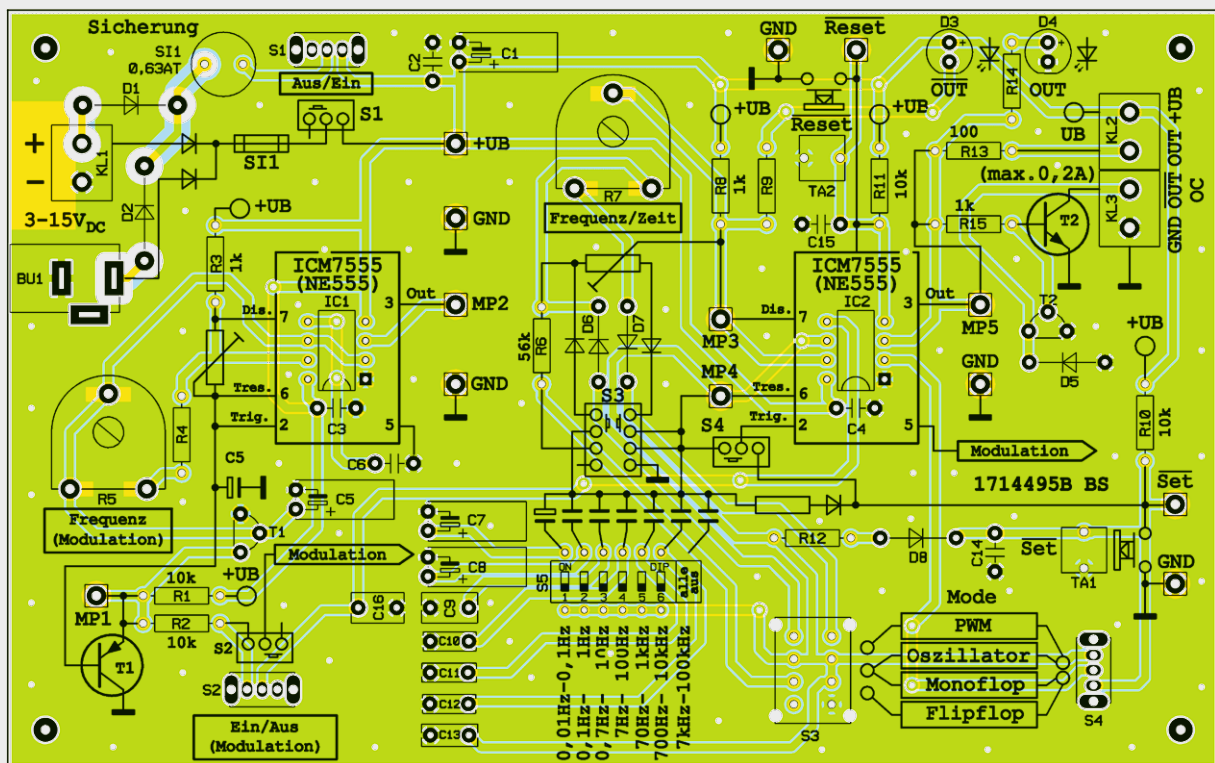 Sicherung
SI1
0,63AT
S1
Aus/Ein
C2
C1
GND
Reset
D3
D4
OUT
OUT
R14
D1
S1
SI1
+UB
+UB
Reset
+UB
UB
KL2
+
-
KL1
3-15VDC
D2
BU1
R7
Frequenz/Zeit
R8
1k
R9
TA2
R11
10k
100
R13
(max.0,2A)
1k
R15
T2
KL3
GND OUT OUT +UB
OC
C15
+UB
R3
1k
GND
ICM7555
(NE555)
IC1
3
Out
MP2
Dis.
7
Tres.
6
Trig.
2
5
C3
GND
R6
56k
D6
D7
S3
MP3
MP4
S4
ICM7555
(NE555)
IC2
3
Out
MP5
Dis.
7
Tres.
6
Trig.
2
5
C4
GND
T2
D5
+UB
R10
10k
R5
R4
C6
C5
C5
T1
Frequenz
(Modulation)
Modulation
Modulation
1714495B BS
Set
C7
C8
R12
D8
C14
Set
TA1
GND
+UB
10k
R1
MP1
R2
10k
T1
S2
S2
Ein/Aus
(Modulation)
C16
C9
C10
C11
C12
C13
S5
ON
DIP
1 2 3 4 5 6
alle
aus
0,01Hz-0,1Hz
0,1Hz- 1Hz
0,7Hz- 10Hz
7Hz- 100Hz
70Hz- 1kHz
700Hz- 10kHz
7kHz-100kHz
S3
Mode
PWM
Oszillator
Monoflop
Flipflop
S4